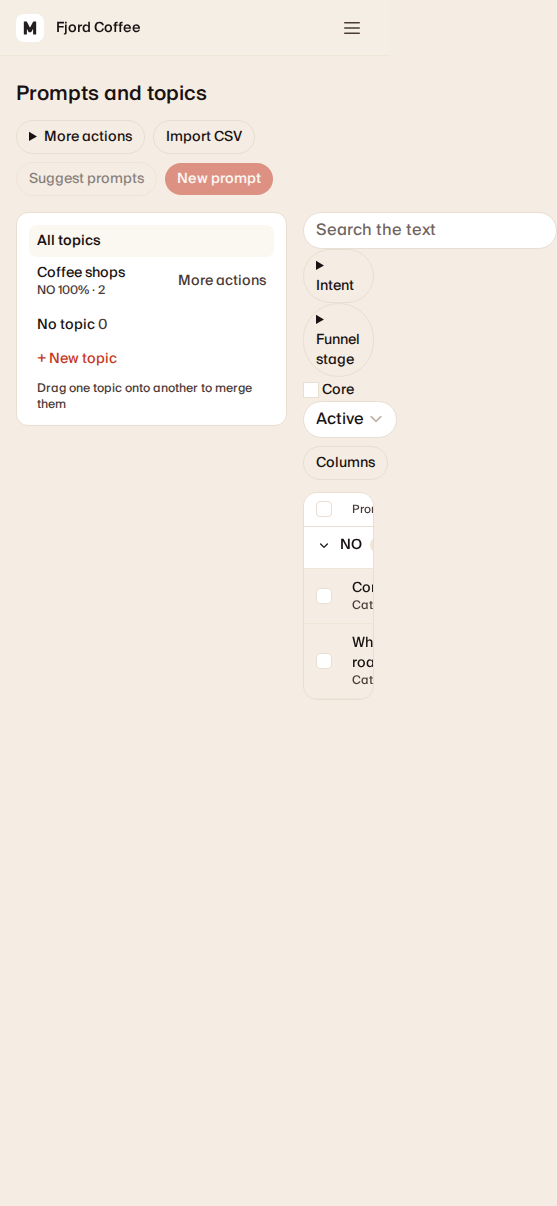 M Fjord Coffee
Prompts and topics
More actions Import CSV
Suggest prompts New prompt
All topics
Coffee shops
NO 100% · 2
More actions
No topic 0
+ New topic
Drag one topic onto another to merge
them
Search the text
Intent
Funnel
stage
Core
Active
Columns
NO